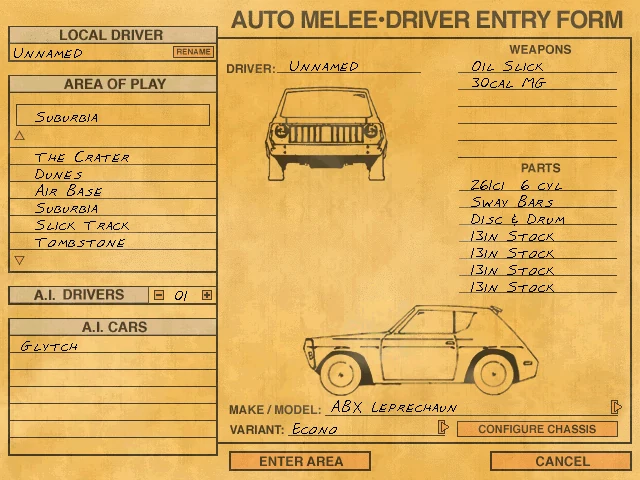 AUTO MELEE•DRIVER ENTRY FORM
LOCAL DRIVER
UNNAMED RENAME
AREA OF PLAY
SUBURBIA
THE CRATER
DUNES
AIR BASE
SUBURBIA
SLICK TRACK
TOMBSTONE
A.I. DRIVERS 01
A.I. CARS
GLYTCH
DRIVER: UNNAMED
WEAPONS
OIL SLICK
30CAL MG
PARTS
261CI 6 CYL
SWAY BARS
DISC & DRUM
13IN STOCK
13IN STOCK
13IN STOCK
13IN STOCK
MAKE / MODEL: ABX LEPRECHAUN
VARIANT: ECONO
CONFIGURE CHASSIS
ENTER AREA
CANCEL